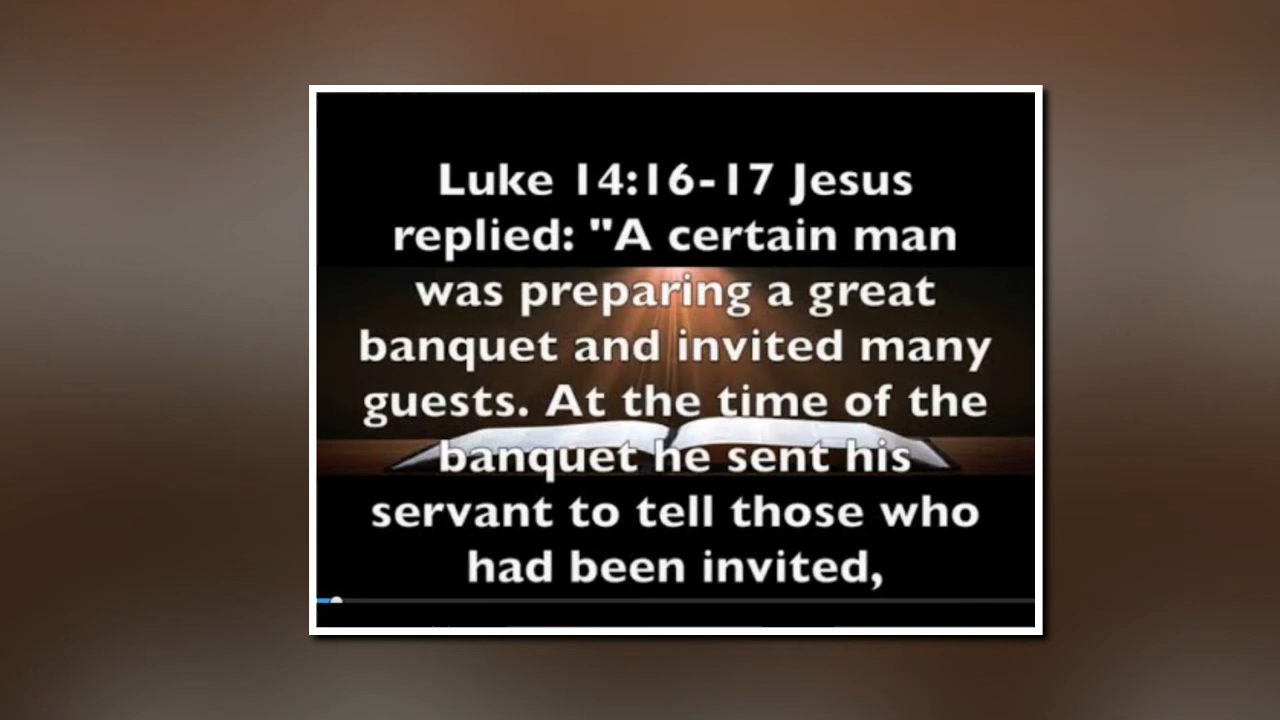 Luke 14:16-17 Jesus
replied: "A certain man
was preparing a great
banquet and invited many
guests. At the time of the
banquet he sent his
servant to tell those who
had been invited,